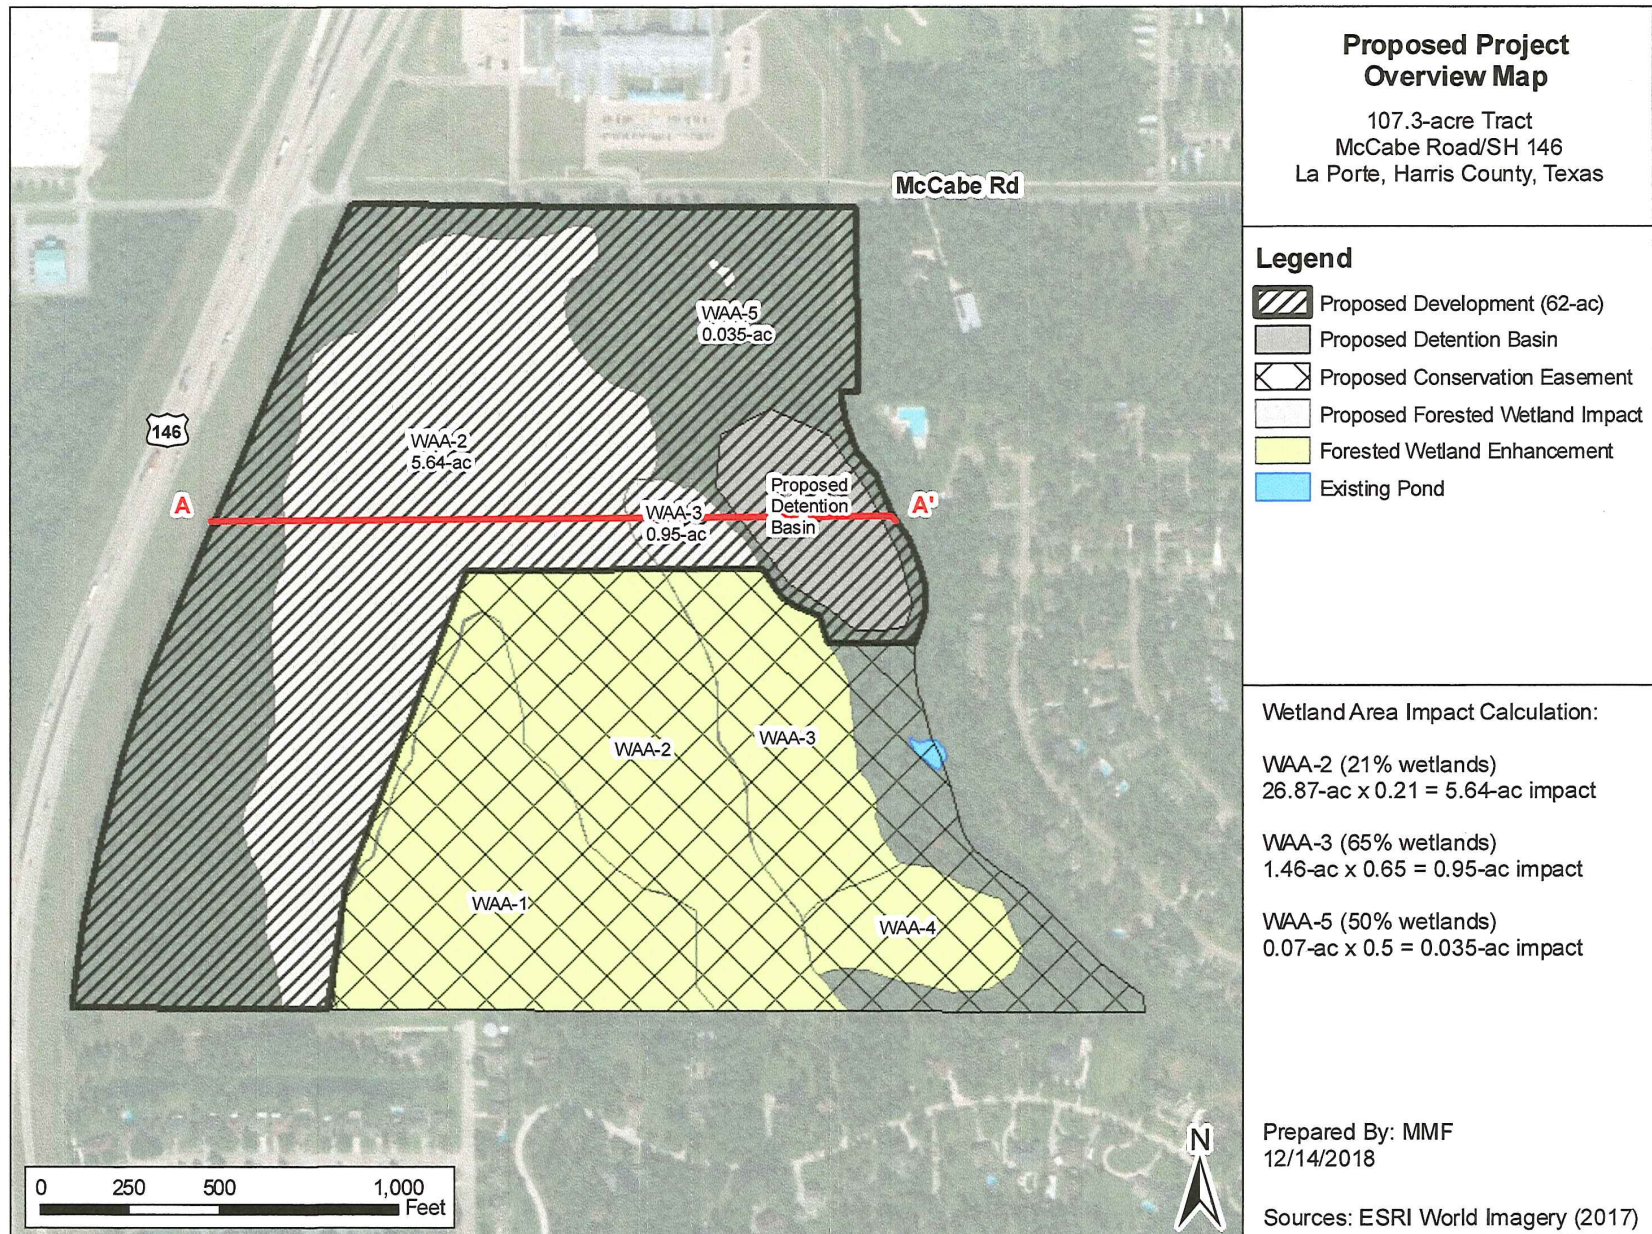 McCabe Rd
WAA-5
0.035-ac
146
WAA-2
5.64-ac
A
WAA-3
0.95-ac
Proposed
Detention
Basin
A'
WAA-2
WAA-3
WAA-1
WAA-4
0 250 500 1,000
Feet
N
Proposed Project
Overview Map
107.3-acre Tract
McCabe Road/SH 146
La Porte, Harris County, Texas
Legend
Proposed Development (62-ac)
Proposed Detention Basin
Proposed Conservation Easement
Proposed Forested Wetland Impact
Forested Wetland Enhancement
Existing Pond
Wetland Area Impact Calculation:
WAA-2 (21% wetlands)
26.87-ac x 0.21 = 5.64-ac impact
WAA-3 (65% wetlands)
1.46-ac x 0.65 = 0.95-ac impact
WAA-5 (50% wetlands)
0.07-ac x 0.5 = 0.035-ac impact
Prepared By: MMF
12/14/2018
Sources: ESRI World Imagery (2017)